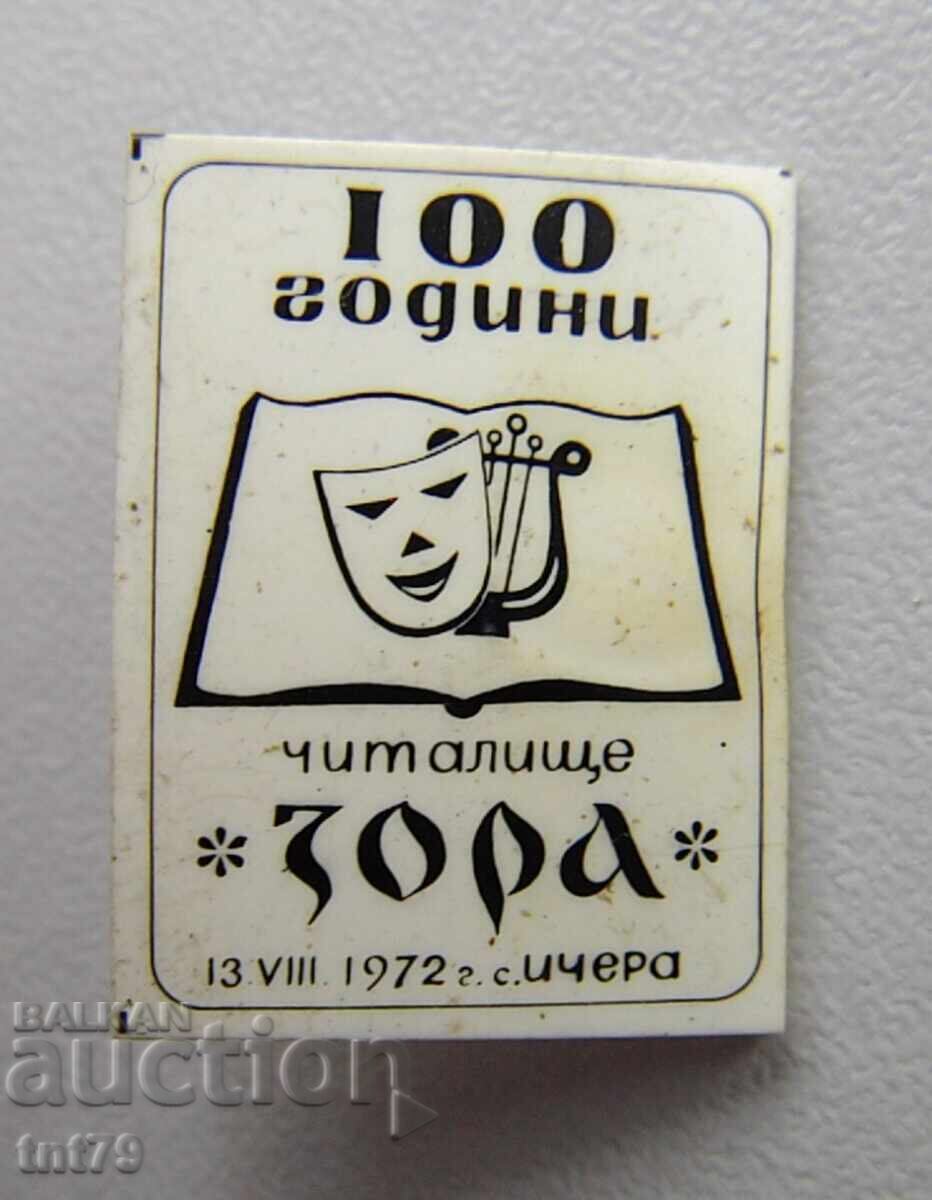 100
години
читалище
* ЗОРА *
13.VIII.1972 г. с. ИЧЕРА
BALKAN
auction
tnt79